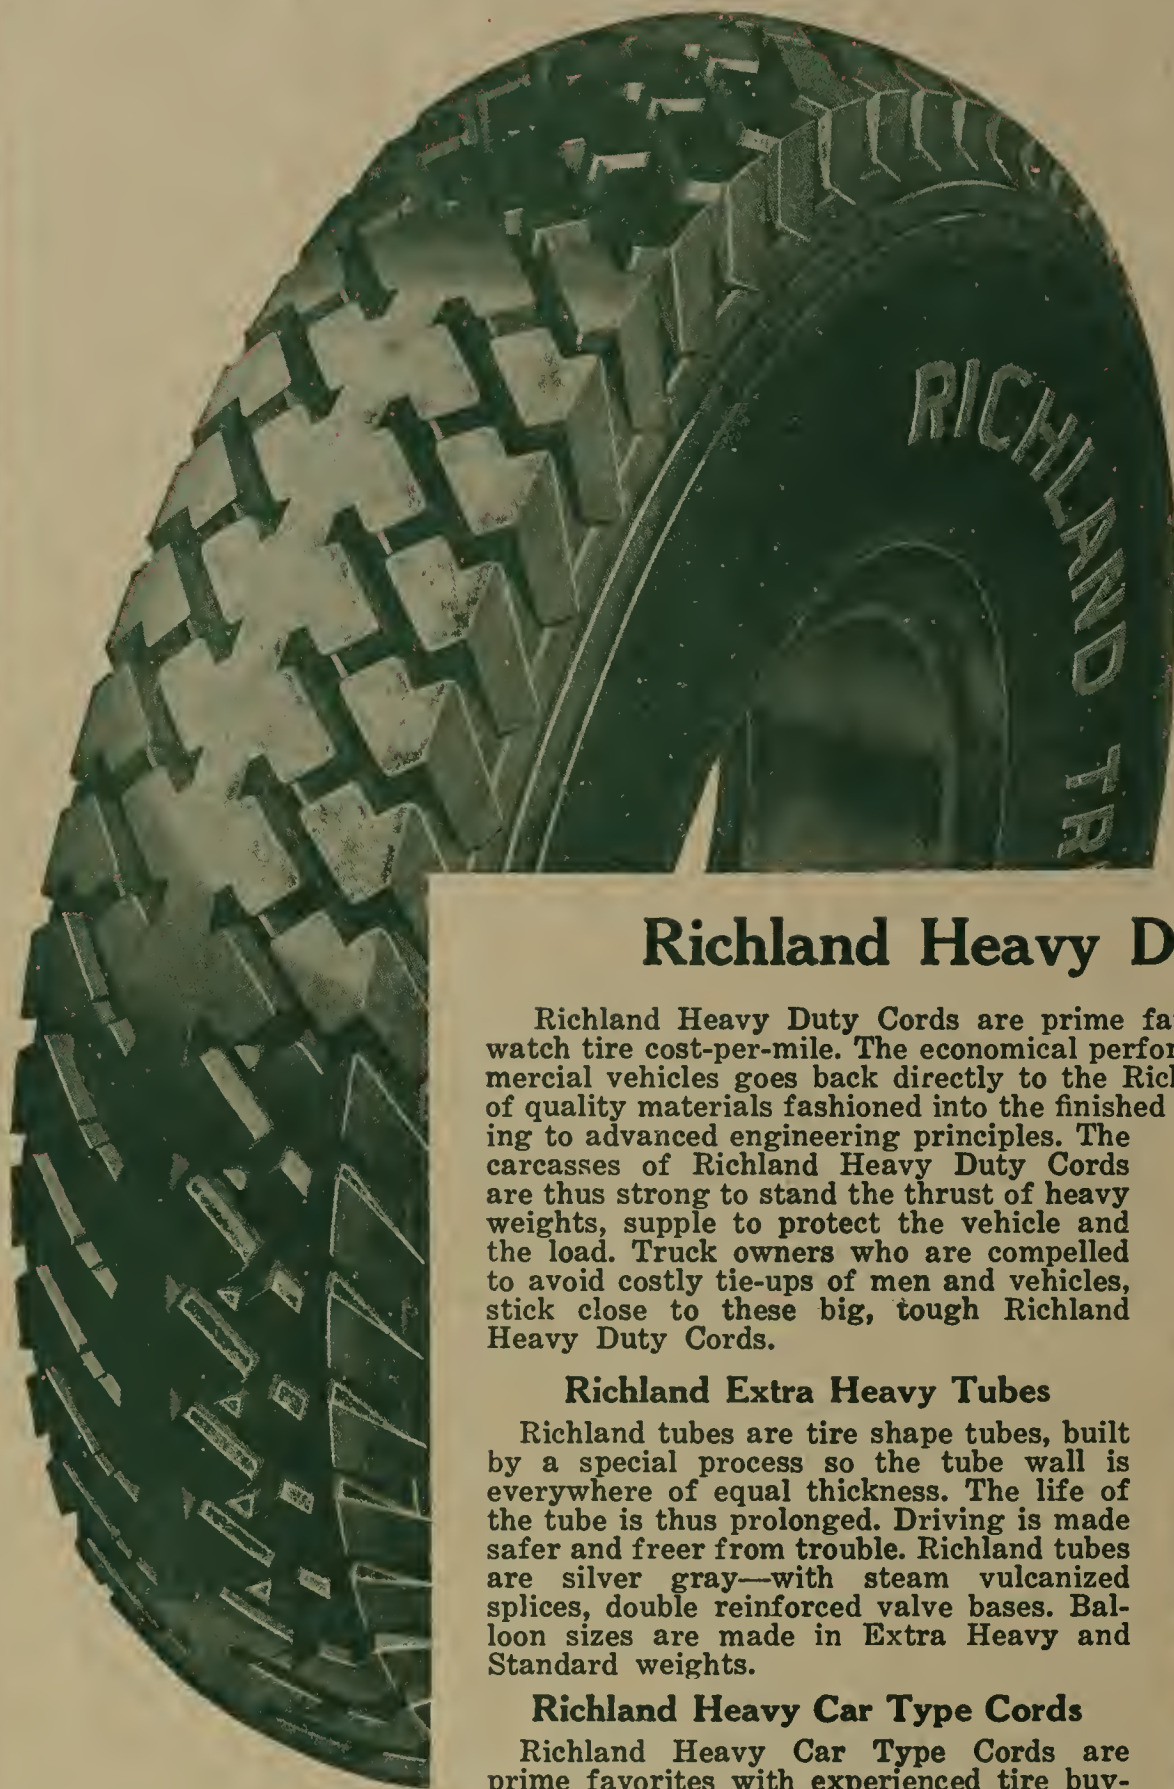 RICHLAND TR
Richland Heavy D
Richland Heavy Duty Cords are prime fa
watch tire cost-per-mile. The economical perfor
mercial vehicles goes back directly to the Rich
of quality materials fashioned into the finished
ing to advanced engineering principles. The
carcasses of Richland Heavy Duty Cords
are thus strong to stand the thrust of heavy
weights, supple to protect the vehicle and
the load. Truck owners who are compelled
to avoid costly tie-ups of men and vehicles,
stick close to these big, tough Richland
Heavy Duty Cords.
Richland Extra Heavy Tubes
Richland tubes are tire shape tubes, built
by a special process so the tube wall is
everywhere of equal thickness. The life of
the tube is thus prolonged. Driving is made
safer and freer from trouble. Richland tubes
are silver gray—with steam vulcanized
splices, double reinforced valve bases. Bal-
loon sizes are made in Extra Heavy and
Standard weights.
Richland Heavy Car Type Cords
Richland Heavy Car Type Cords are
prime favorites with experienced tire buy-